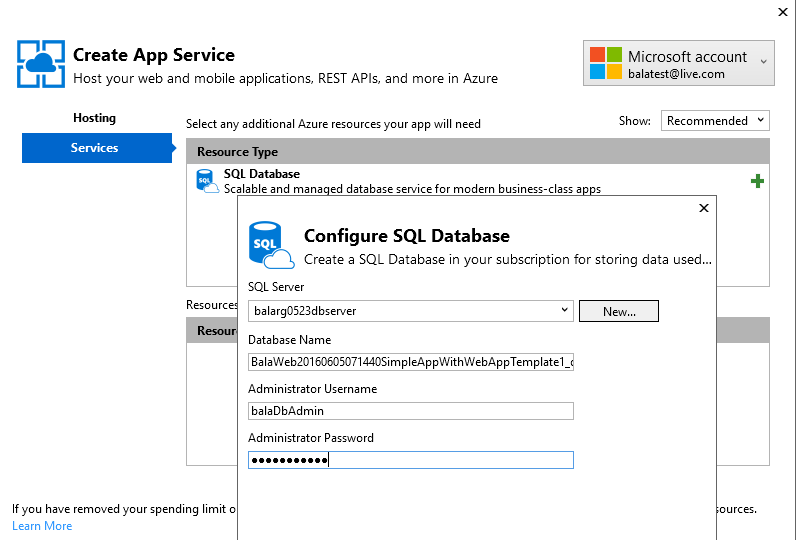 Create App Service
Host your web and mobile applications, REST APIs, and more in Azure
Microsoft account
balatest@live.com
Hosting
Services
Select any additional Azure resources your app will need
Show:
Recommended
Resource Type
SQL
SQL Database
Scalable and managed database service for modern business-class apps
SQL
Configure SQL Database
Create a SQL Database in your subscription for storing data used...
SQL Server
balarg0523dbserver
New...
Database Name
BalaWeb20160605071440SimpleAppWithWebAppTemplate1_
Administrator Username
balaDbAdmin
Administrator Password
●●●●●●●●●●●
Resources
If you have removed your spending limit
sources.
Learn More